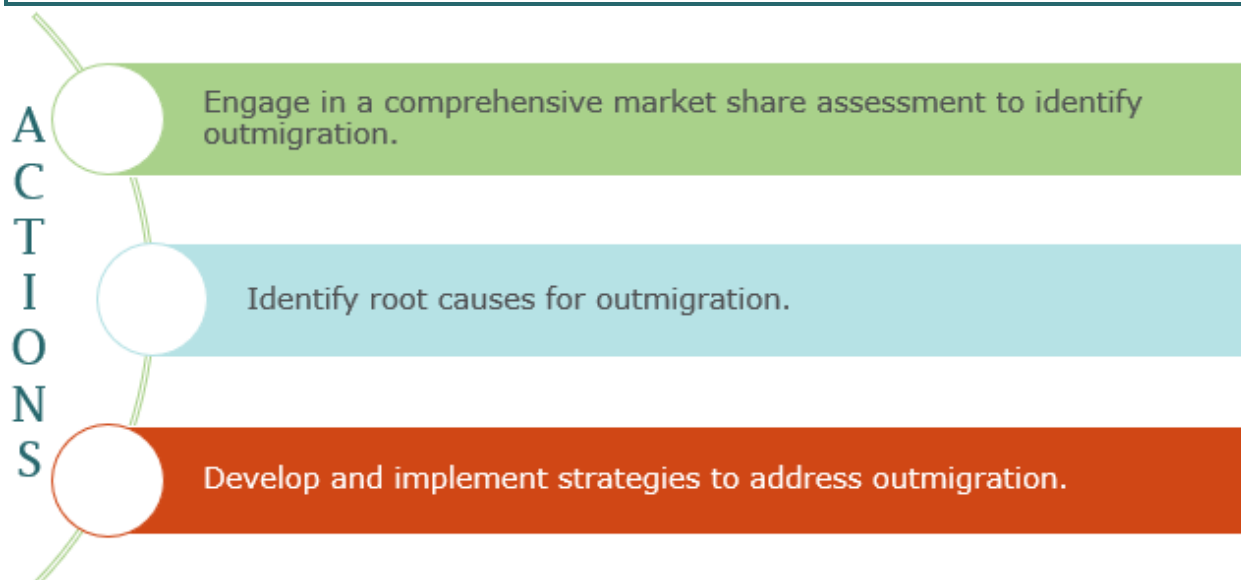 ACTIONS
Engage in a comprehensive market share assessment to identify
outmigration.
Identify root causes for outmigration.
Develop and implement strategies to address outmigration.